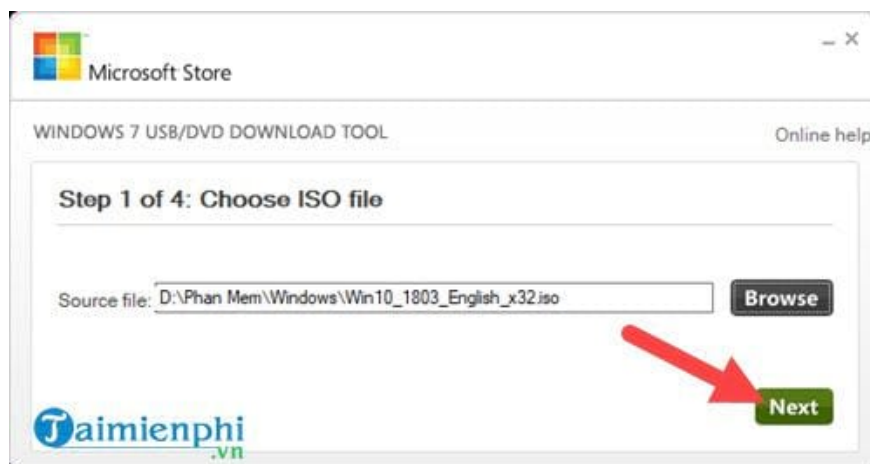 Microsoft Store
WINDOWS 7 USB/DVD DOWNLOAD TOOL
Online help
Step 1 of 4: Choose ISO file
Source file: D:\Phan Mem\Windows\Win10_1803_English_x32.iso
Browse
Next
Taimienphi
.vn